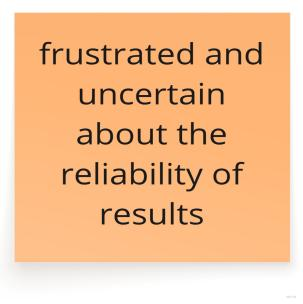 frustrated and
uncertain
about the
reliability of
results